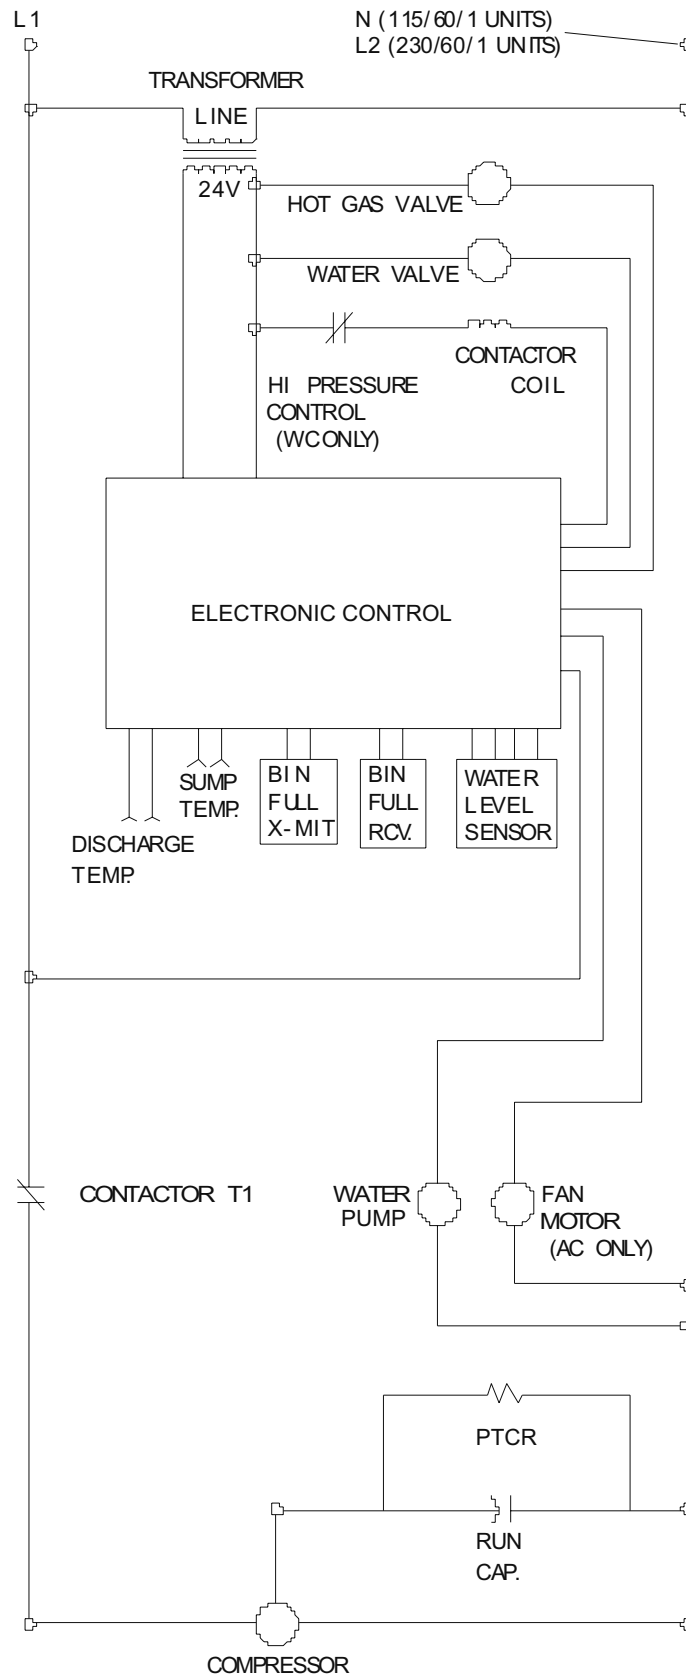 L1
N (115/60/1 UNITS)
L2 (230/60/1 UNITS)
TRANSFORMER
LINE
24V
HOT GAS VALVE
WATER VALVE
CONTACTOR
COIL
HI PRESSURE
CONTROL
(WC ONLY)
ELECTRONIC CONTROL
SUMP
TEMP.
BIN
FULL
X-MIT
BIN
FULL
RCV.
WATER
LEVEL
SENSOR
DISCHARGE
TEMP.
CONTACTOR T1
WATER
PUMP
FAN
MOTOR
(AC ONLY)
PTCR
RUN
CAP.
COMPRESSOR